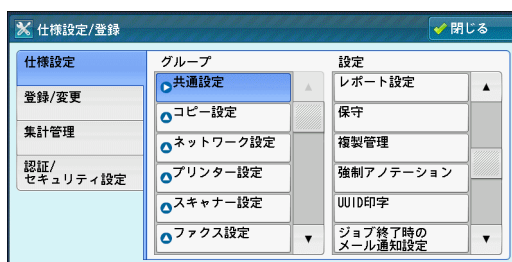 仕様設定/登録
閉じる
仕様設定
登録/変更
集計管理
認証/
セキュリティ設定
グループ
共通設定
コピー設定
ネットワーク設定
プリンター設定
スキャナー設定
ファクス設定
設定
レポート設定
保守
複製管理
強制アノテーション
UUID印字
ジョブ終了時の
メール通知設定